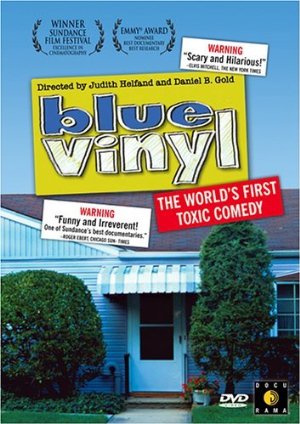 WINNER
SUNDANCE
FILM FESTIVAL
EXCELLENCE IN
CINEMATOGRAPHY
EMMY® AWARD
NOMINEE
BEST DOCUMENTARY
BEST RESEARCH
WARNING
"Scary and Hilarious!"
-ELVIS MITCHELL, THE NEW YORK TIMES
Directed by Judith Helfand and Daniel B. Gold
blue
vinyl
THE WORLD'S FIRST
TOXIC COMEDY
WARNING
"Funny and Irreverent!
One of Sundance's best documentaries."
-ROGER EBERT, CHICAGO SUN-TIMES
DVD
VIDEO
DOCU
RAMA